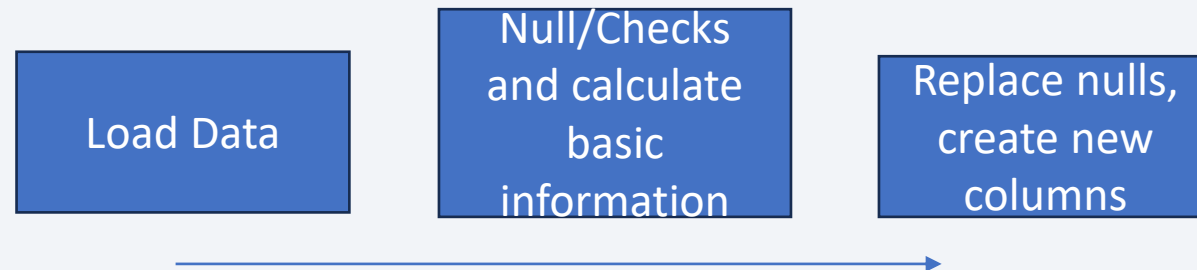 Load Data
Null/Checks
and calculate
basic
information
Replace nulls,
create new
columns